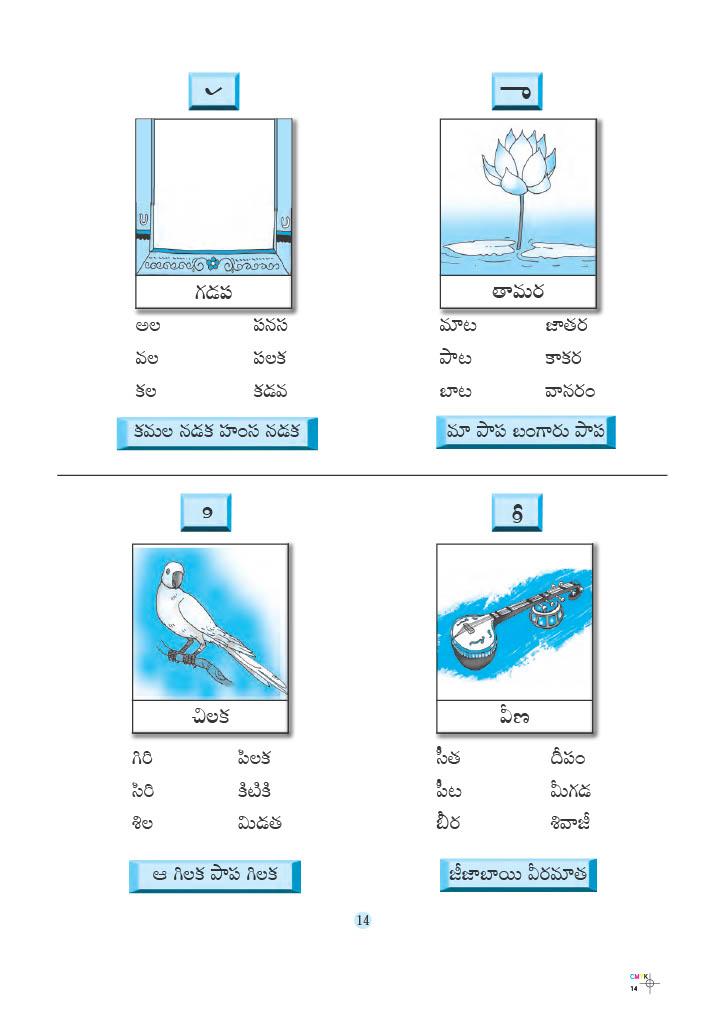 ✓ ా
గడప తామర
అల పనస మాట జాతర
వల పలక పాట కాకర
కల కడవ బాట వానరం
కమల నడక హంస నడక మా పాప బంగారు పాప
ి ీ
చిలక వీణ
గిరి పిలక సీత దీపం
సిరి కిటికి పీట మీగడ
శిల మిడత బీర శివాజీ
ఆ గిలక పాప గిలక జీజాబాయి వీరమాత
14
CMYK
14